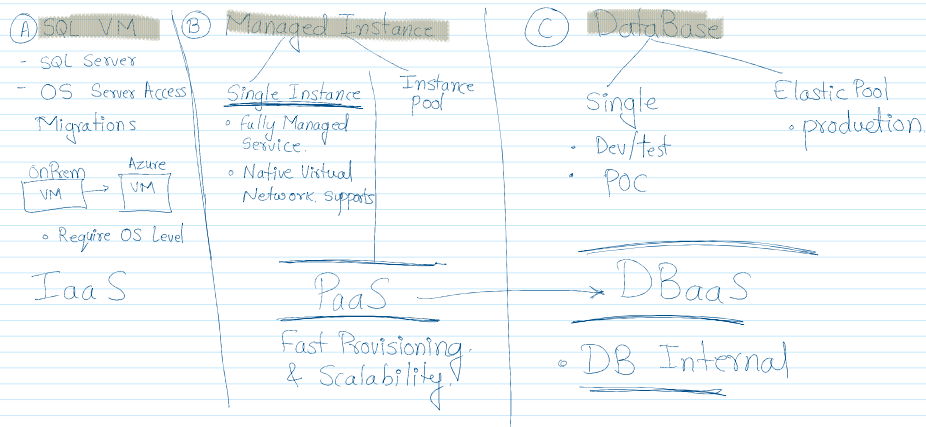 A SQL VM
- SQL Server
- OS Server Access
Migrations
OnPrem
Azure
VM
VM
• Require OS Level
IaaS
B Managed Instance
Single Instance
• Fully Managed
Service.
• Native Virtual
Network. Supports
Instance
Pool
PaaS
Fast Provisioning.
& Scalability.
C DataBase
Single
• Dev/test
• POC
Elastic Pool
• production.
DBaaS
• DB Internal